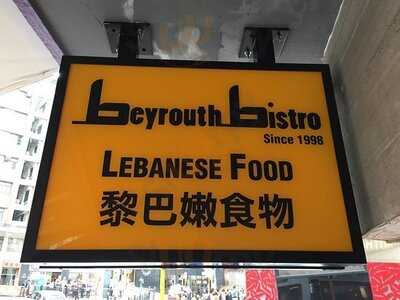 beyrouth bistro
Since 1998
LEBANESE FOOD
黎巴嫩食物